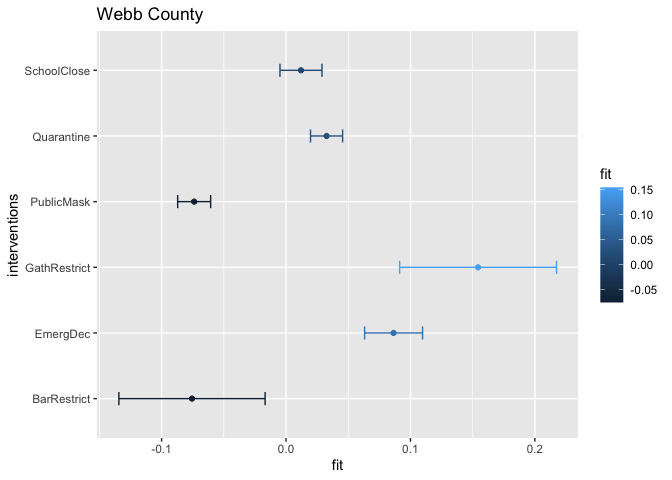 Webb County
SchoolClose
Quarantine
PublicMask
GathRestrict
EmergDec
BarRestrict
interventions
-0.1
0.0
0.1
0.2
fit
fit
0.15
0.10
0.05
0.00
-0.05